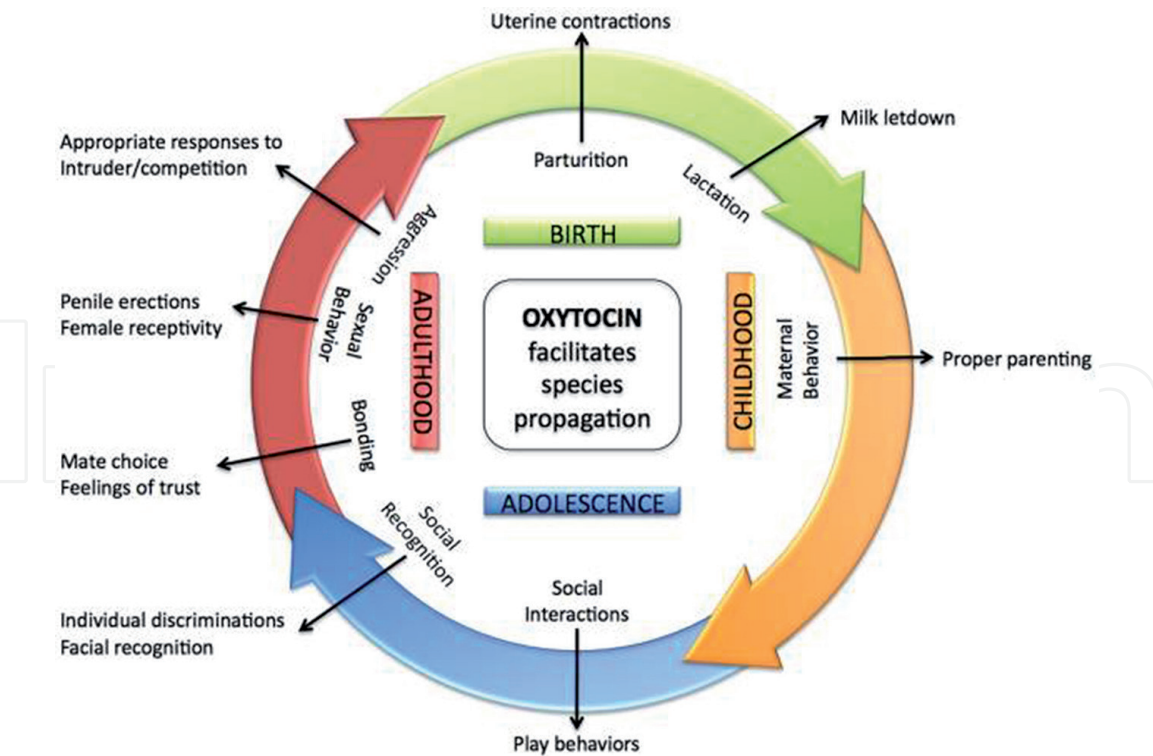 Uterine contractions
Milk letdown
Appropriate responses to
Intruder/competition
Parturition
Lactation
Aggression
BIRTH
Penile erections
Female receptivity
Sexual
Behavior
ADULTHOOD
OXYTOCIN
facilitates
species
propagation
CHILDHOOD
Maternal
Behavior
Proper parenting
Mate choice
Feelings of trust
Bonding
ADOLESCENCE
Social
Recognition
Individual discriminations
Facial recognition
Social
Interactions
Play behaviors